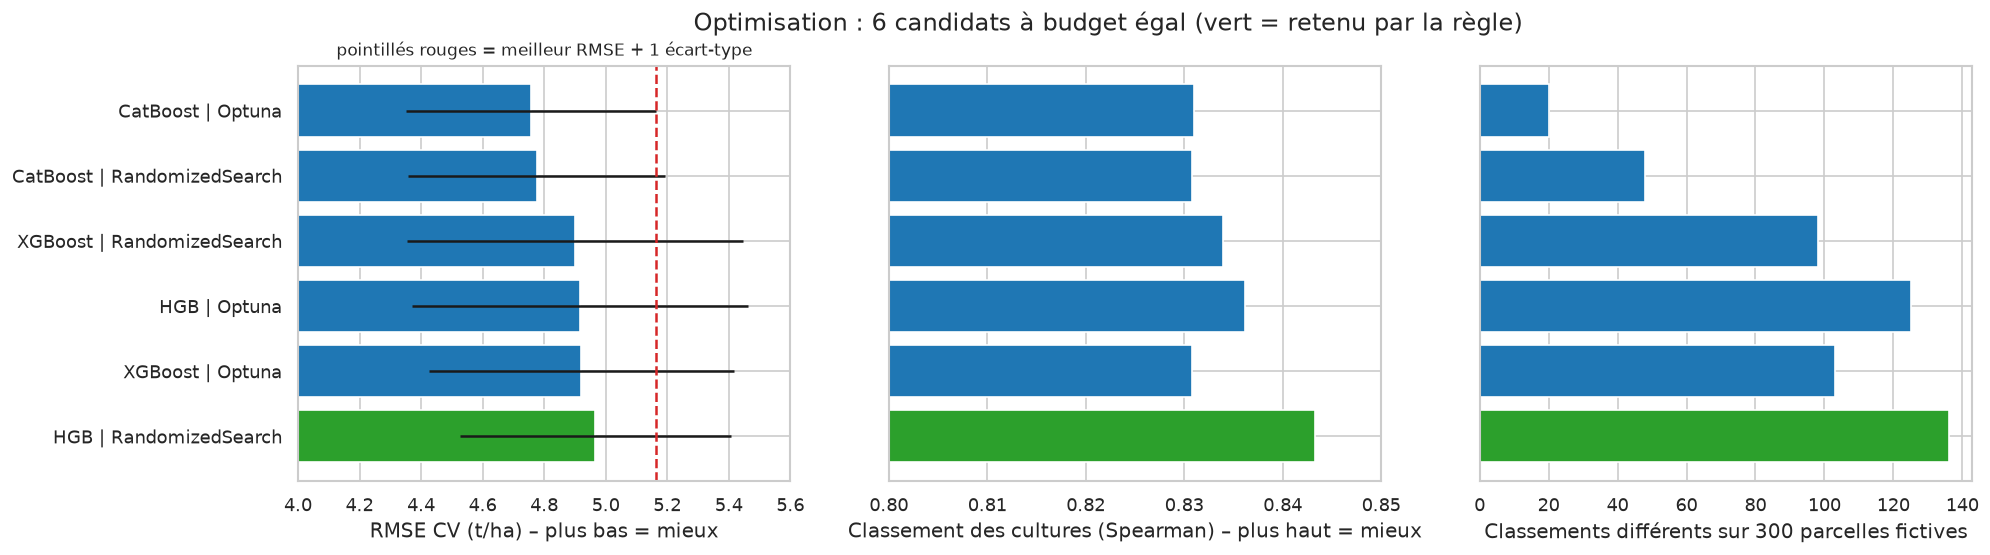 Optimisation : 6 candidats à budget égal (vert = retenu par la règle)
pointillés rouges = meilleur RMSE + 1 écart-type
CatBoost | Optuna
CatBoost | RandomizedSearch
XGBoost | RandomizedSearch
HGB | Optuna
XGBoost | Optuna
HGB | RandomizedSearch
4.0 4.2 4.4 4.6 4.8 5.0 5.2 5.4 5.6
RMSE CV (t/ha) – plus bas = mieux
0.80 0.81 0.82 0.83 0.84 0.85
Classement des cultures (Spearman) – plus haut = mieux
0 20 40 60 80 100 120 140
Classements différents sur 300 parcelles fictives